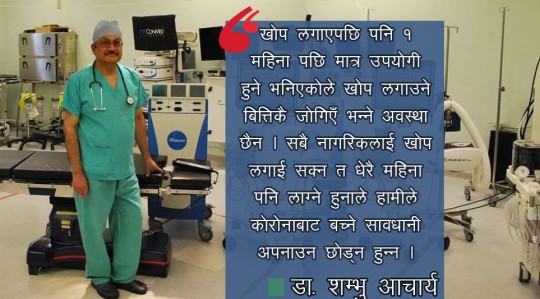 खोप लगाएपछि पनि १
महिना पछि मात्र उपयोगी
हुने भनिएकोले खोप लगाउने
बित्तिकै जोगिएँ भन्ने अवस्था
छैन । सबै नागरिकलाई खोप
लगाई सक्न त धेरै महिना
पनि लाग्ने हुनाले हामीले
कोरोनाबाट बच्ने सावधानी
अपनाउन छोड्न हुन्न ।
डा. शम्भु आचार्य